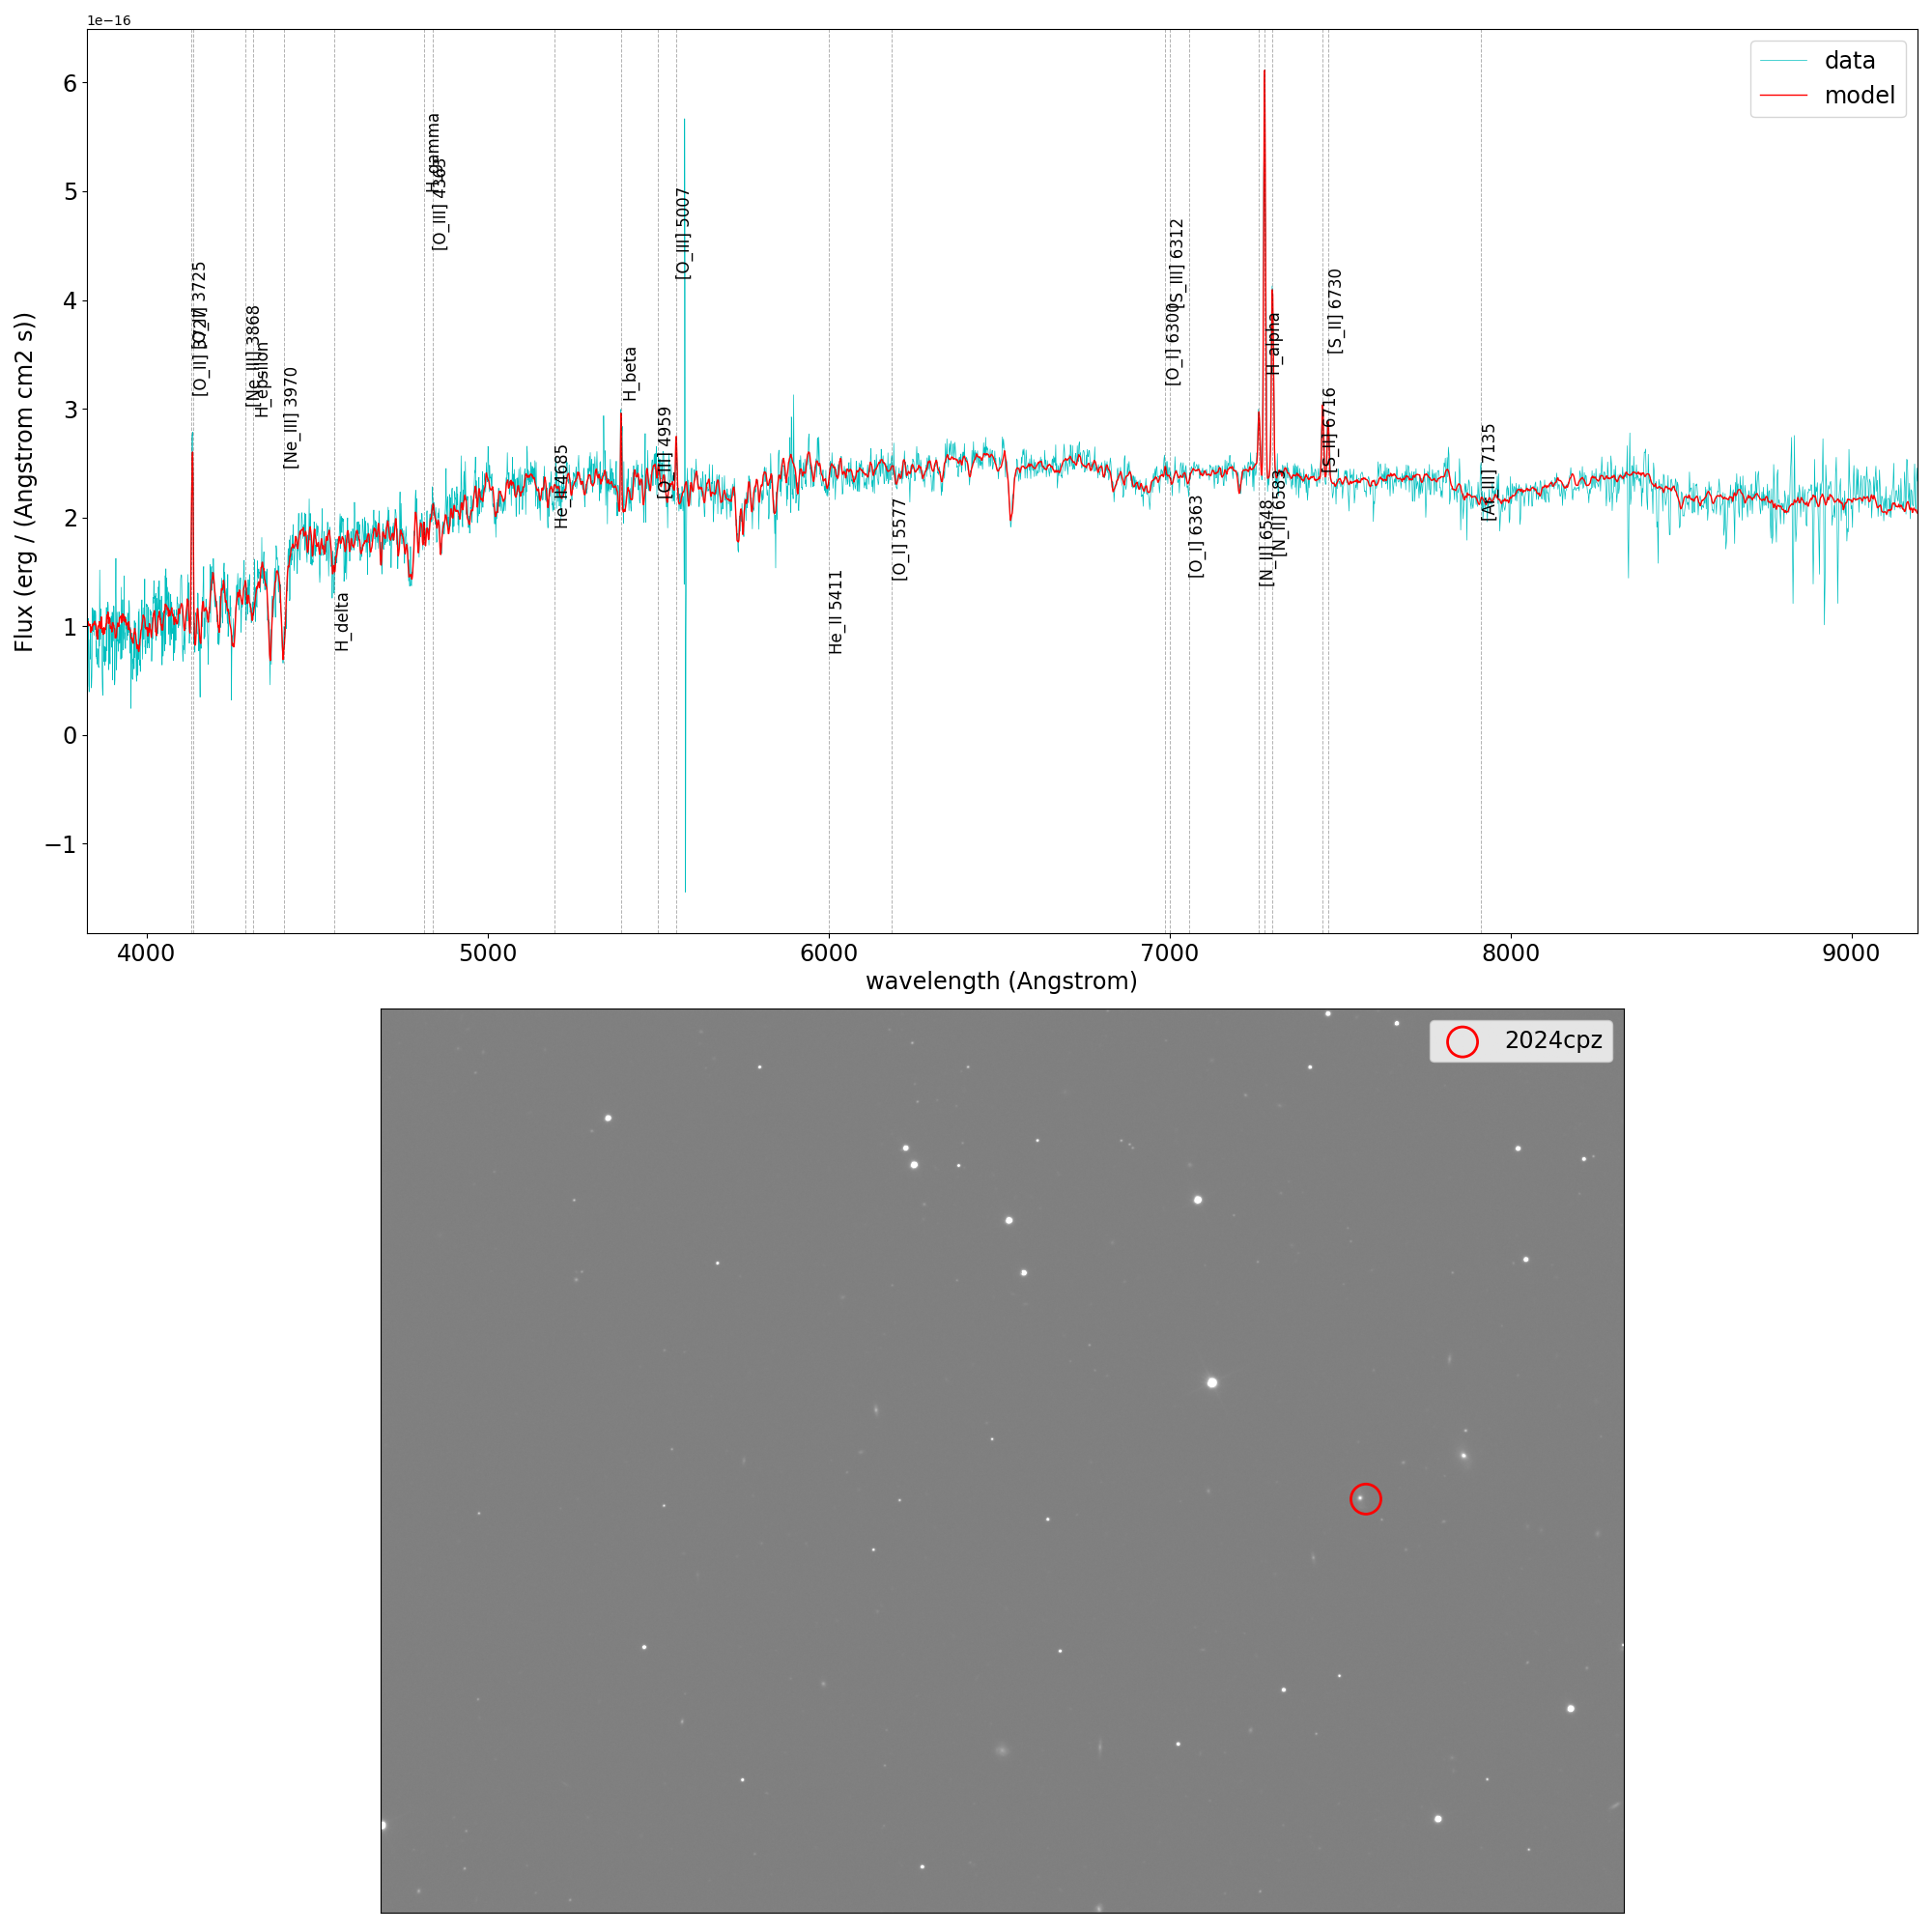 1e−16
data
model
6
5
4
3
2
1
0
−1
Flux (erg / (Angstrom cm2 s))
[O_II] 3725
[O_II] 3727
[Ne_III] 3868
H_epsilon
[Ne_III] 3970
H_delta
H_gamma
[O_III] 4363
He_II 4685
H_beta
[O_III] 4959
[O_III] 5007
He_II 5411
[O_I] 5577
[O_I] 6300
[S_III] 6312
[O_I] 6363
[N_II] 6548
H_alpha
[N_II] 6583
[S_II] 6716
[S_II] 6730
[Ar_III] 7135
4000
5000
6000
7000
8000
9000
wavelength (Angstrom)
2024cpz